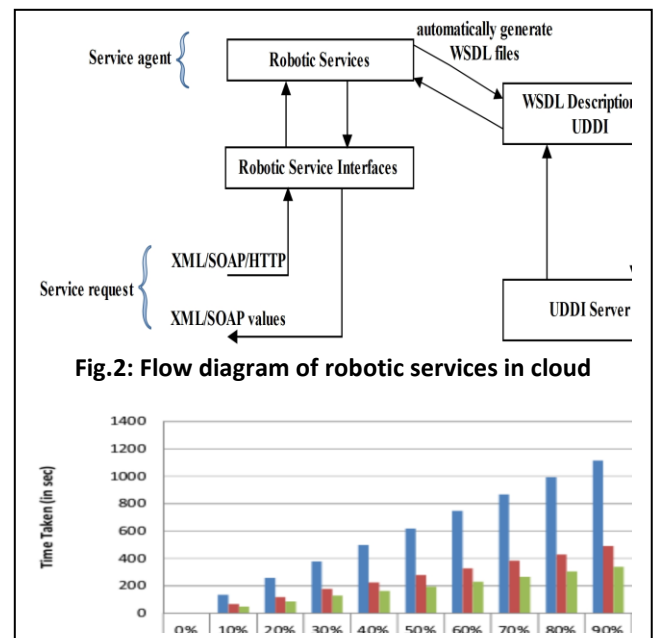 automatically generate
WSDL files
Service agent
Robotic Services
WSDL Description
UDDI
Robotic Service Interfaces
XML/SOAP/HTTP
Service request
XML/SOAP values
UDDI Server
Fig.2: Flow diagram of robotic services in cloud
Time Taken (in sec)
1400
1200
1000
800
600
400
200
0
0% 10% 20% 30% 40% 50% 60% 70% 80% 90%